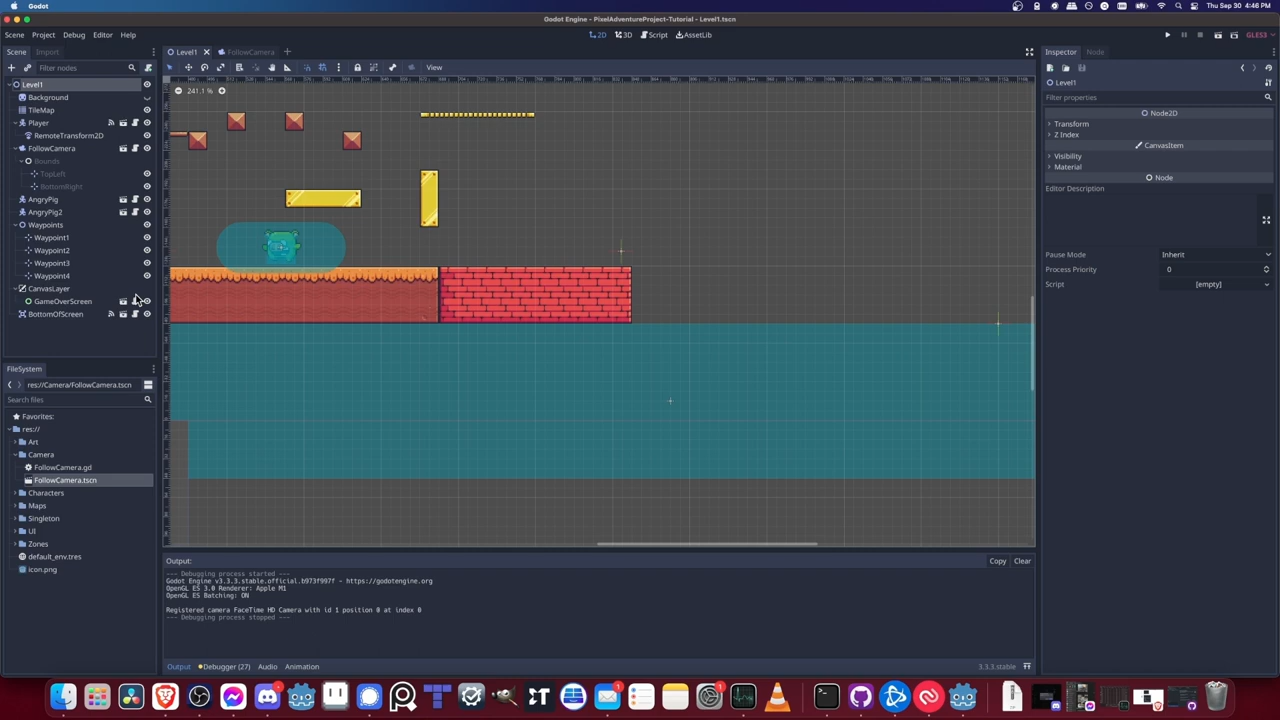 Godot
Thu Sep 30 4:46 PM
Godot Engine - PixelAdventureProject-Tutorial - Level1.tscn
Scene Project Debug Editor Help
2D 3D Script AssetLib
GLES3
Scene Import
Level1 FollowCamera
Inspector Node
Filter nodes
View
241.1 %
Level1
Background
TileMap
Player
RemoteTransform2D
FollowCamera
Bounds
TopLeft
BottomRight
AngryPig
AngryPig2
Waypoints
Waypoint1
Waypoint2
Waypoint3
Waypoint4
CanvasLayer
GameOverScreen
BottomOfScreen
FileSystem
res://Camera/FollowCamera.tscn
Search files
Favorites:
res://
Art
Camera
FollowCamera.gd
FollowCamera.tscn
Characters
Maps
Singleton
UI
Zones
default_env.tres
icon.png
Output:
Copy Clear
--- Debugging process started ---
Godot Engine v3.3.3.stable.official.b973f997f - https://godotengine.org
OpenGL ES 3.0 Renderer: Apple M1
OpenGL ES Batching: ON
Registered camera FaceTime HD Camera with id 1 position 0 at index 0
--- Debugging process stopped ---
Output Debugger (27) Audio Animation
3.3.3.stable
Level1
Filter properties
Node2D
Transform
Z Index
CanvasItem
Visibility
Material
Node
Editor Description
Pause Mode Inherit
Process Priority 0
Script [empty]